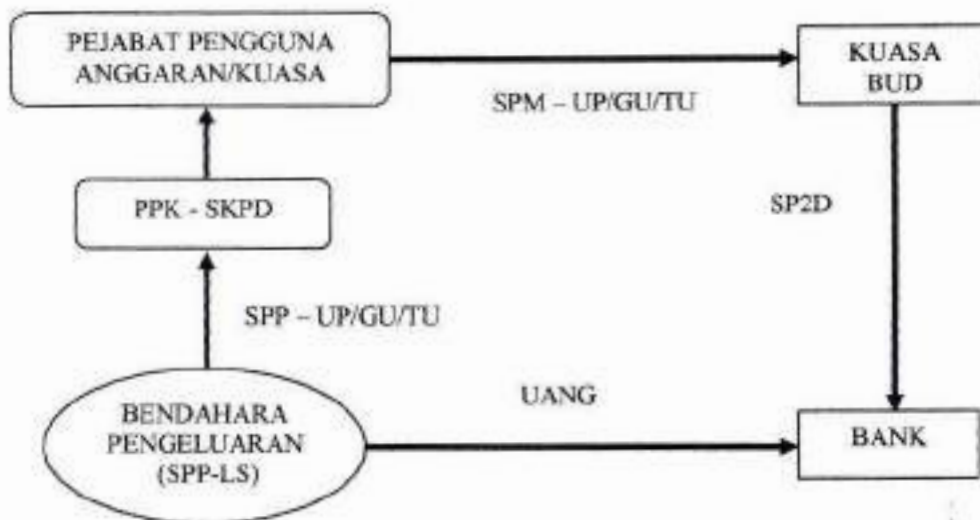 PEJABAT PENGGUNA
ANGGARAN/KUASA
KUASA
BUD
SPM – UP/GU/TU
PPK - SKPD
SP2D
SPP – UP/GU/TU
UANG
BENDAHARA
PENGELUARAN
(SPP-LS)
BANK